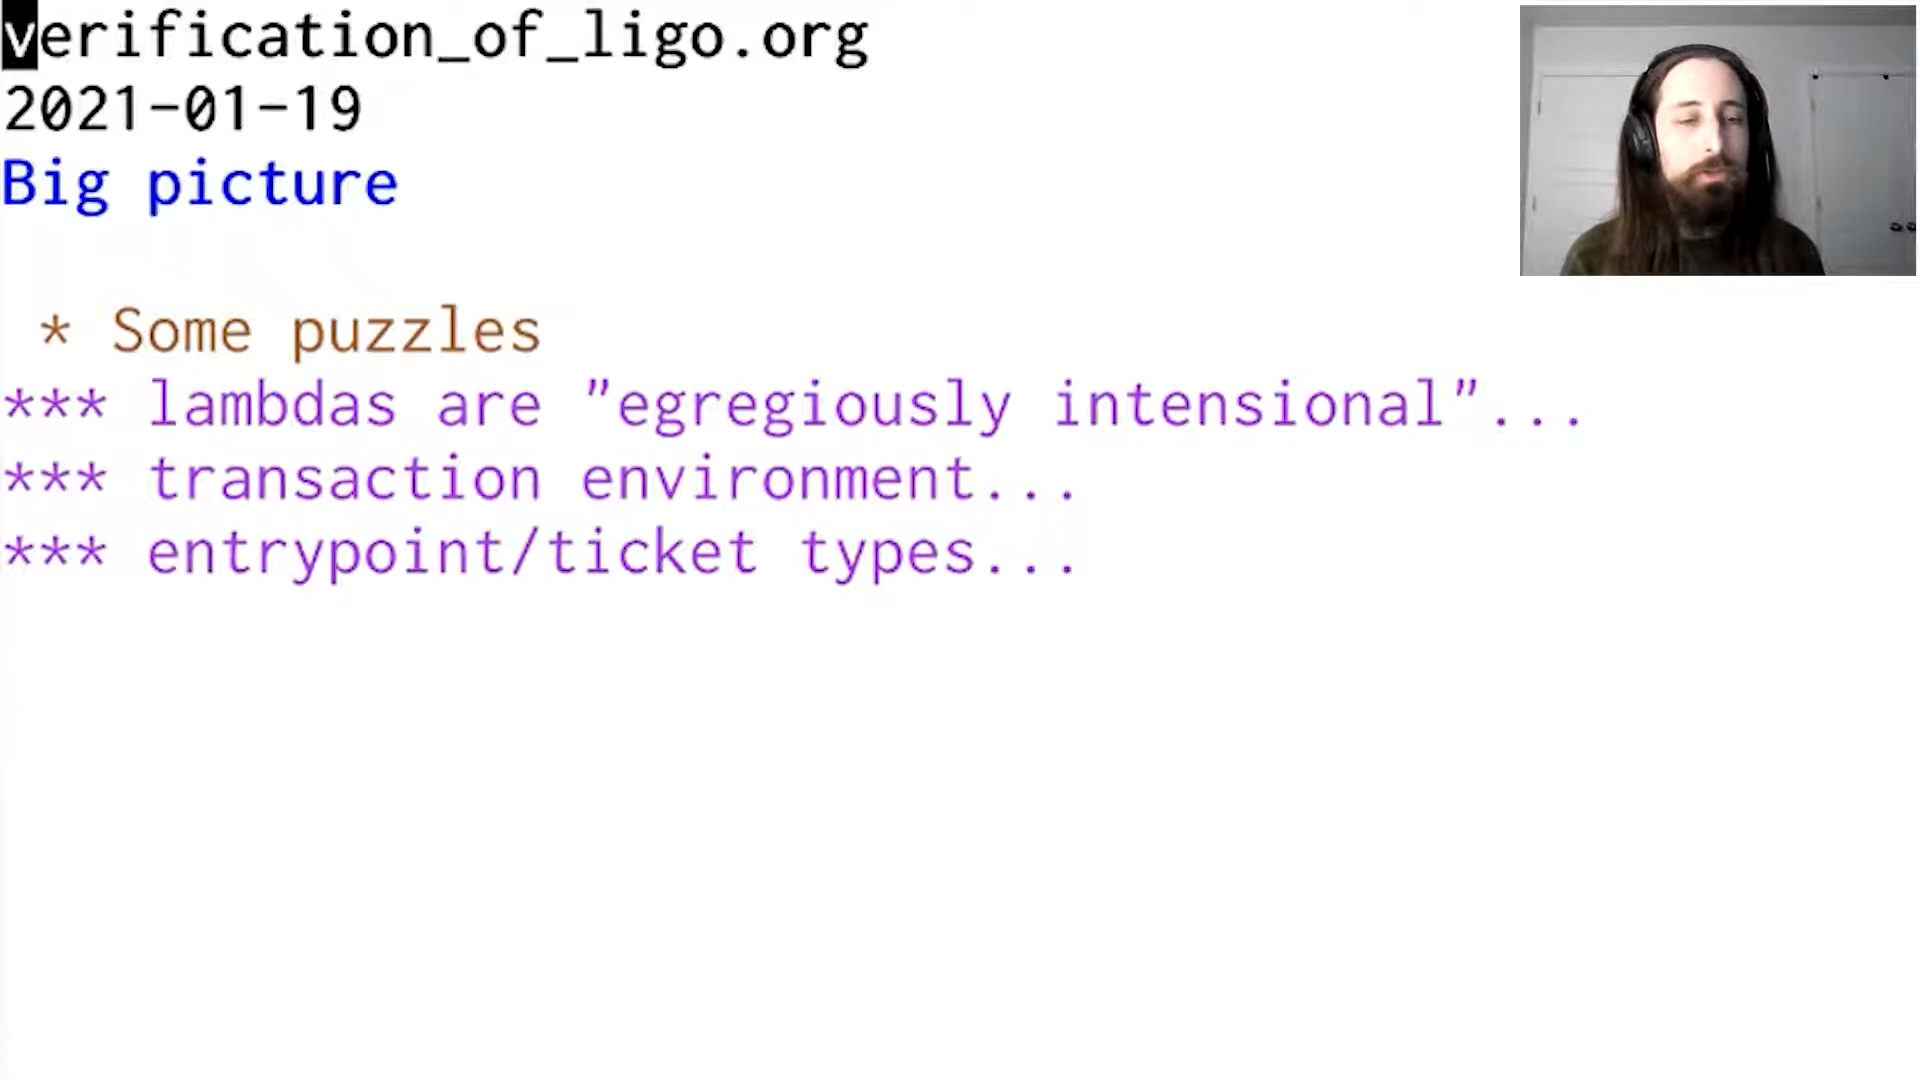 verification_of_ligo.org
2021-01-19
Big picture
* Some puzzles
*** lambdas are "egregiously intensional"...
*** transaction environment...
*** entrypoint/ticket types...